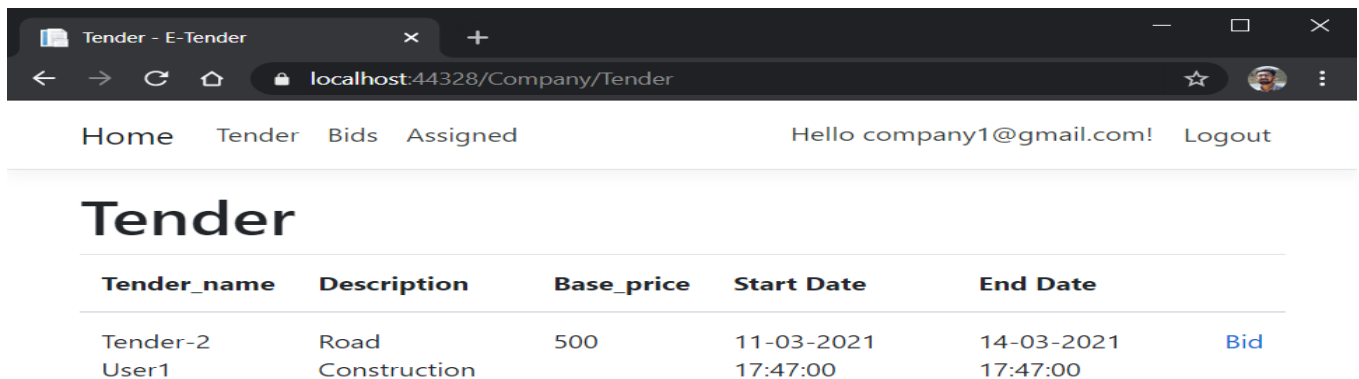 Tender - E-Tender
localhost:44328/Company/Tender
Home Tender Bids Assigned Hello company1@gmail.com! Logout
Tender
Tender_name Description Base_price Start Date End Date
Tender-2 Road 500 11-03-2021 14-03-2021 Bid
User1 Construction 17:47:00 17:47:00